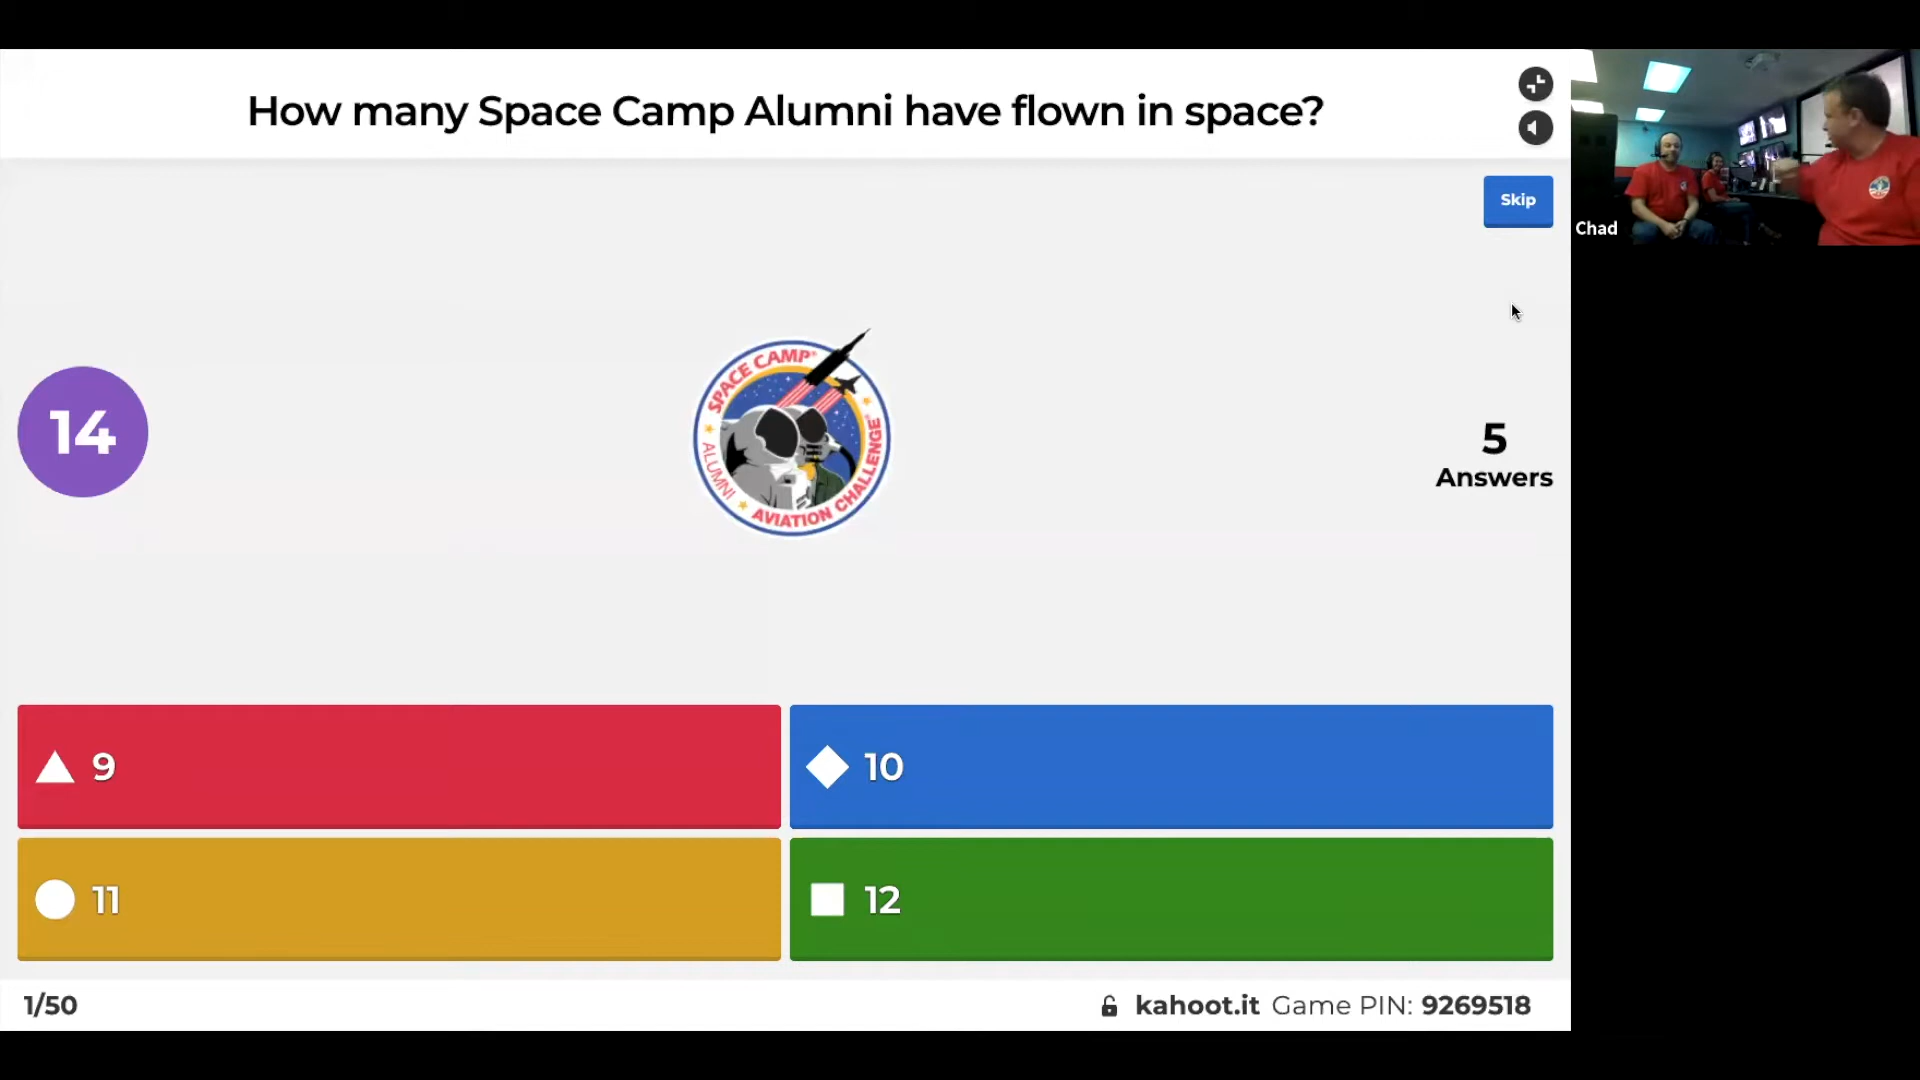 How many Space Camp Alumni have flown in space?
Skip
Chad
14
SPACE CAMP
ALUMNI
AVIATION CHALLENGE
5
Answers
9
10
11
12
1/50
kahoot.it Game PIN: 9269518